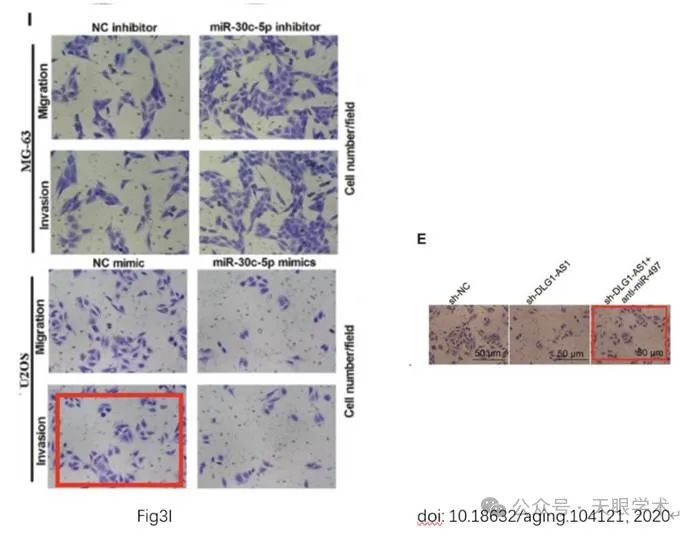 I
NC inhibitor
miR-30c-5p inhibitor
Migration
MG-63
Cell number/field
Invasion
NC mimic
miR-30c-5p mimics
Migration
U2OS
Cell number/field
Invasion
Fig3I
E
sh-NC
sh-DLG1-AS1
sh-DLG1-AS1+
anti-miR-497
50 μm
50 μm
50 μm
公众号 · 天眼学术
doi: 10.18632/aging.104121, 2020